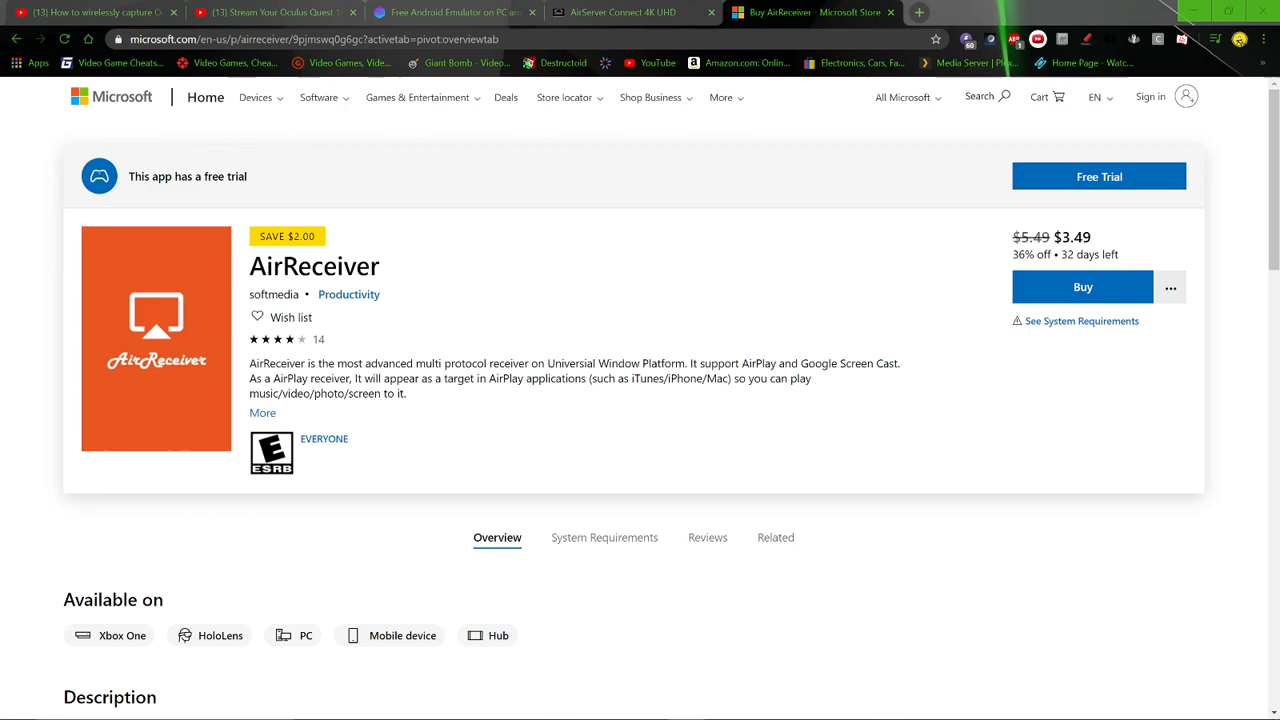 (13) How to wirelessly capture O
(13) Stream Your Oculus Quest 1
Free Android Emulator on PC an
AirServer Connect 4K UHD
Buy AirReceiver - Microsoft Store
microsoft.com/en-us/p/airreceiver/9pjmswq0g6gc?activetab=pivot:overviewtab
Apps
Video Game Cheats...
Video Games, Chea...
Video Games, Vide...
Giant Bomb - Video...
Destructoid
YouTube
Amazon.com: Onlin...
Electronics, Cars, Fa...
Media Server | Plex...
Home Page - Watc...
Microsoft
Home
Devices
Software
Games & Entertainment
Deals
Store locator
Shop Business
More
All Microsoft
Search
Cart
EN
Sign in
This app has a free trial
Free Trial
AirReceiver
SAVE $2.00
AirReceiver
softmedia • Productivity
Wish list
14
AirReceiver is the most advanced multi protocol receiver on Universial Window Platform. It support AirPlay and Google Screen Cast.
As a AirPlay receiver, It will appear as a target in AirPlay applications (such as iTunes/iPhone/Mac) so you can play
music/video/photo/screen to it.
More
E
ESRB
EVERYONE
$5.49 $3.49
36% off • 32 days left
Buy
See System Requirements
Overview
System Requirements
Reviews
Related
Available on
Xbox One
HoloLens
PC
Mobile device
Hub
Description